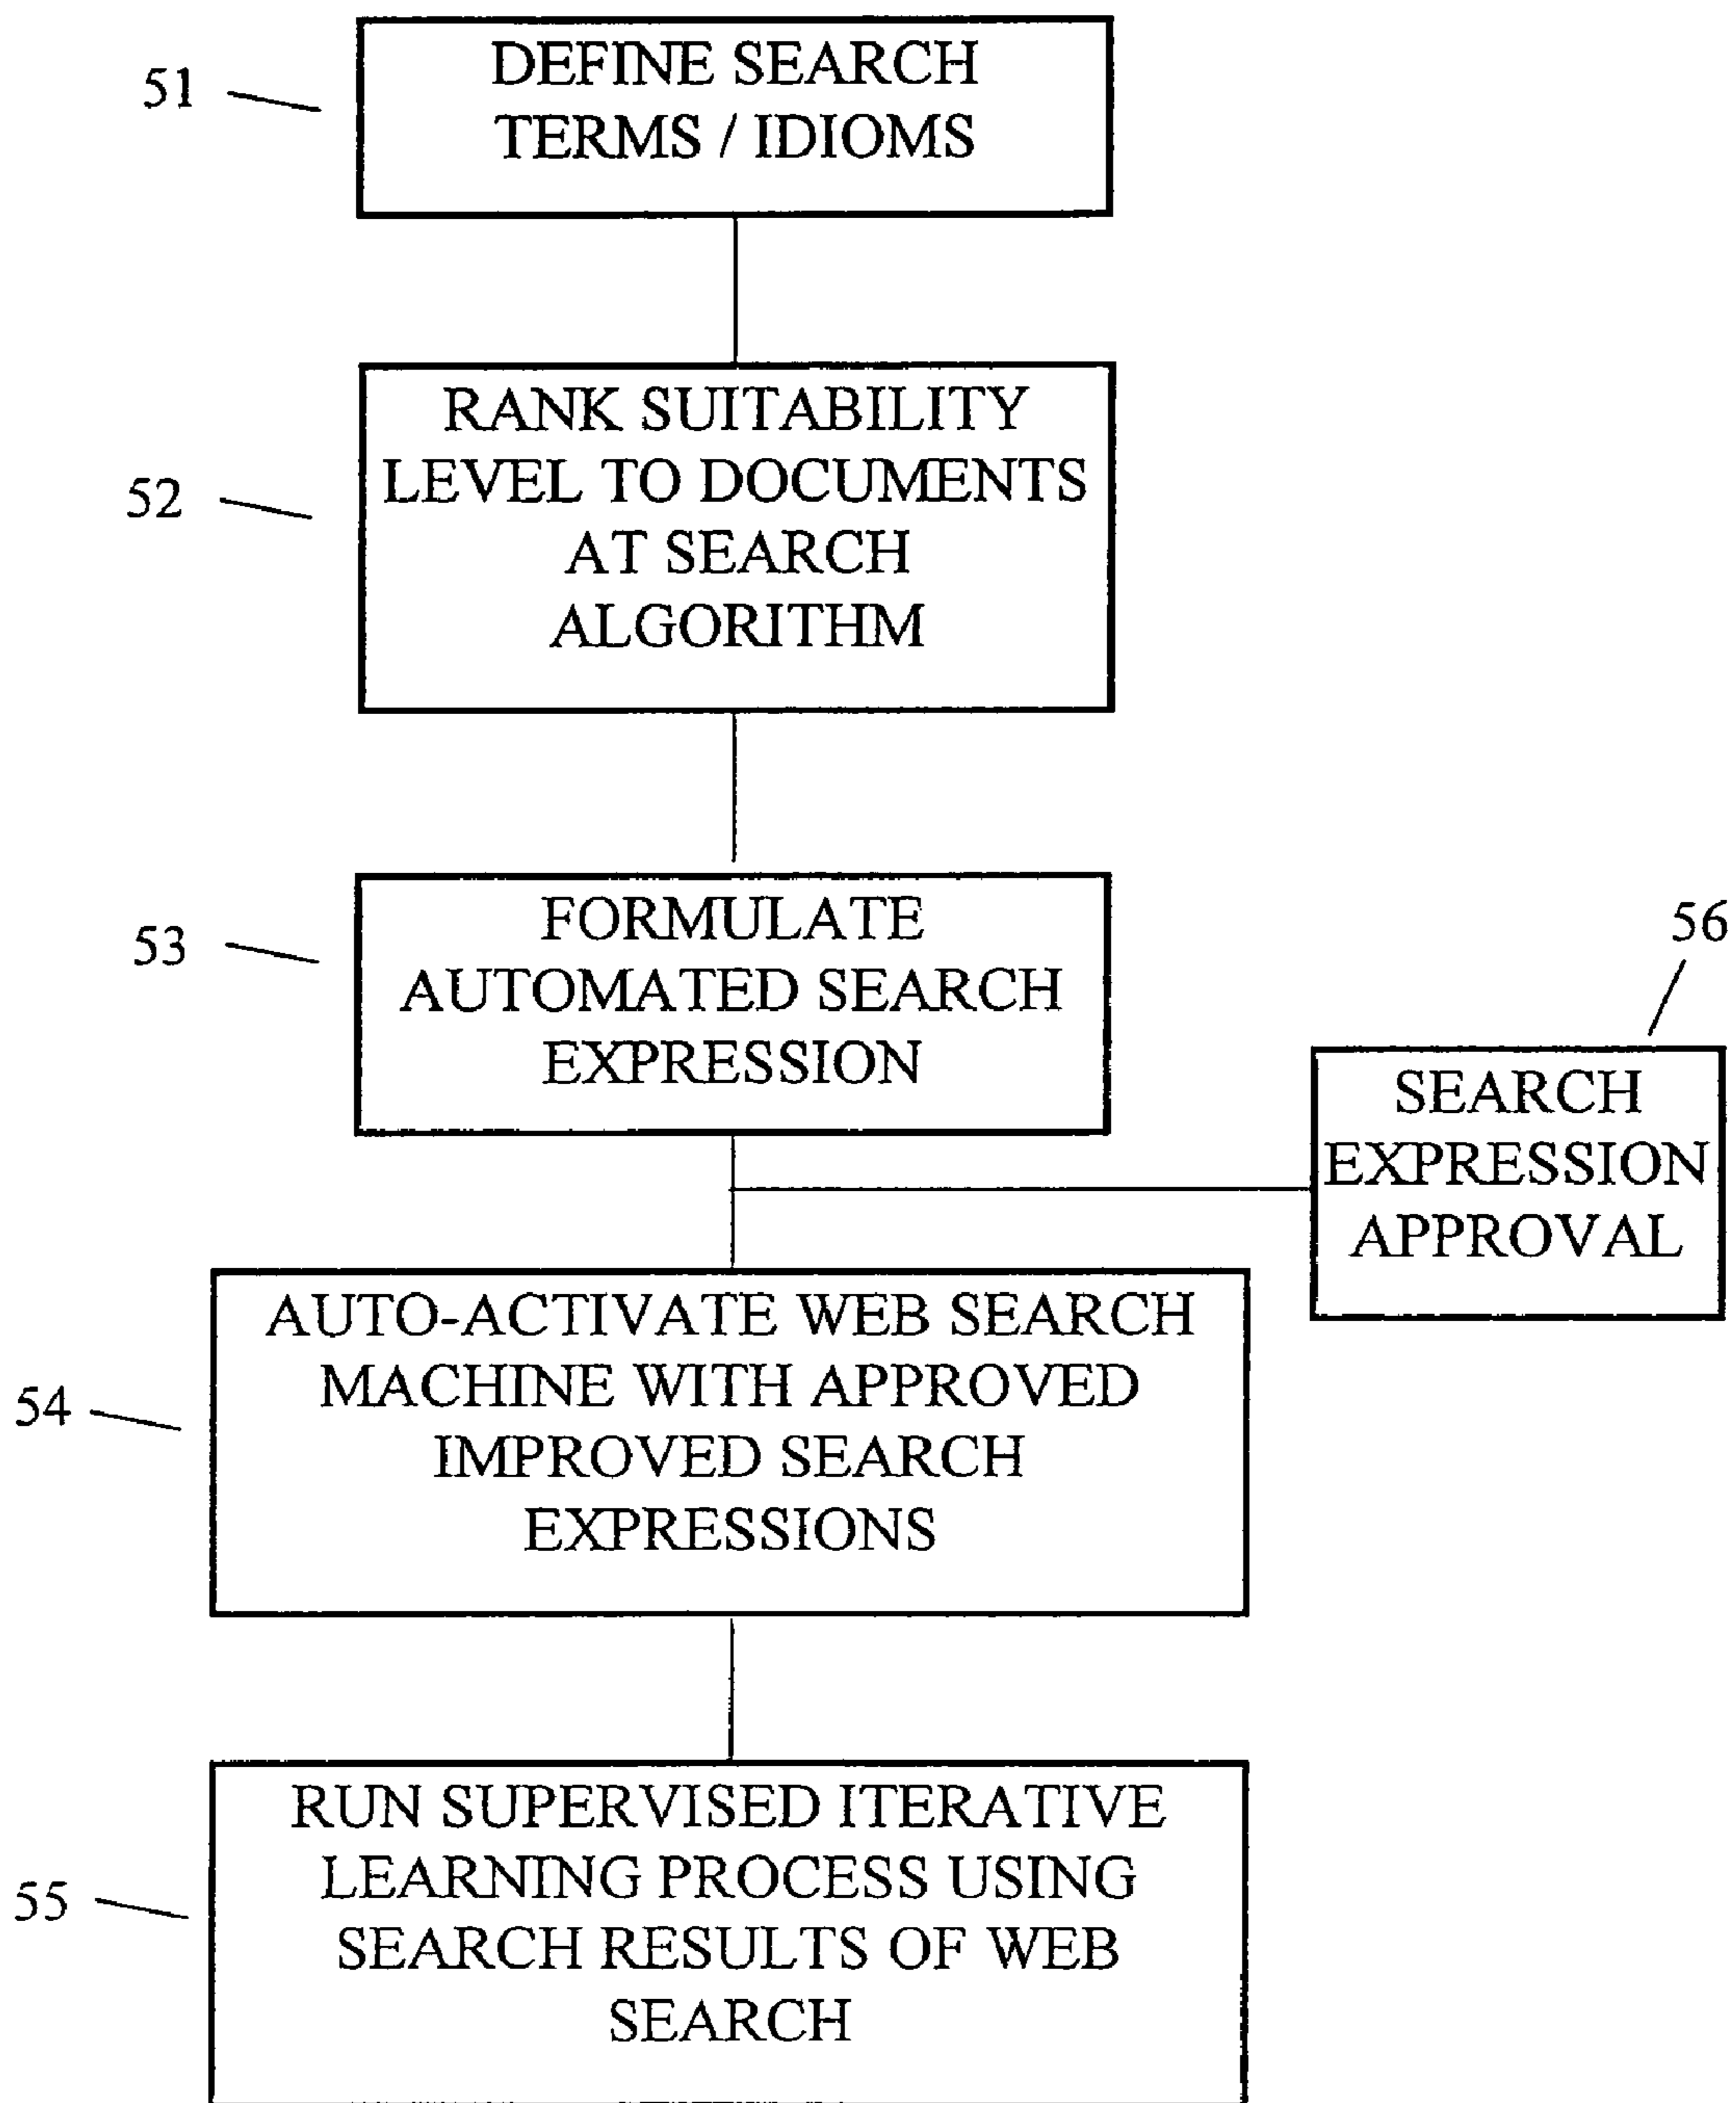 51
DEFINE SEARCH
TERMS / IDIOMS
52
RANK SUITABILITY
LEVEL TO DOCUMENTS
AT SEARCH
ALGORITHM
53
FORMULATE
AUTOMATED SEARCH
EXPRESSION
56
SEARCH
EXPRESSION
APPROVAL
54
AUTO-ACTIVATE WEB SEARCH
MACHINE WITH APPROVED
IMPROVED SEARCH
EXPRESSIONS
55
RUN SUPERVISED ITERATIVE
LEARNING PROCESS USING
SEARCH RESULTS OF WEB
SEARCH